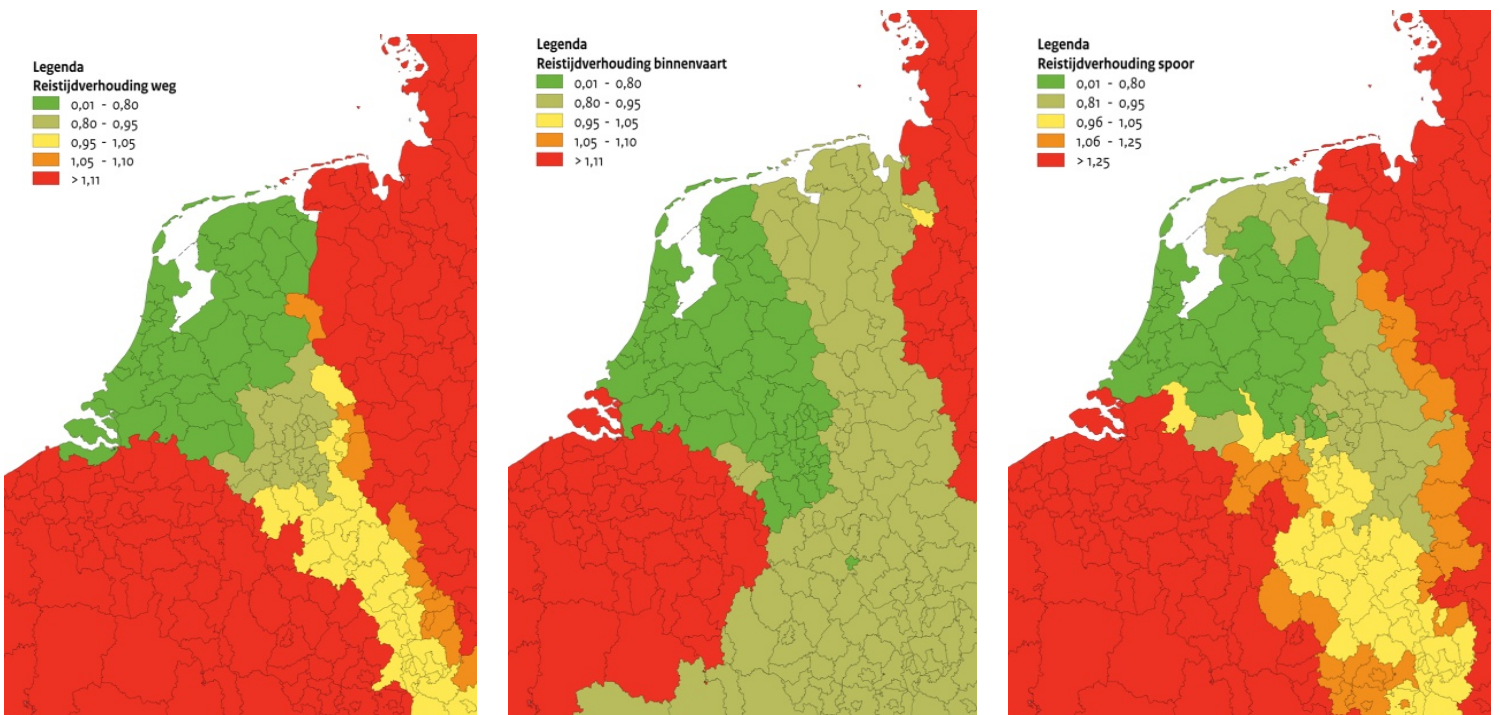 Legenda
Reistijdverhouding weg
0,01 - 0,80
0,80 - 0,95
0,95 - 1,05
1,05 - 1,10
> 1,11
Legenda
Reistijdverhouding binnenvaart
0,01 - 0,80
0,80 - 0,95
0,95 - 1,05
1,05 - 1,10
> 1,11
Legenda
Reistijdverhouding spoor
0,01 - 0,80
0,81 - 0,95
0,96 - 1,05
1,06 - 1,25
> 1,25